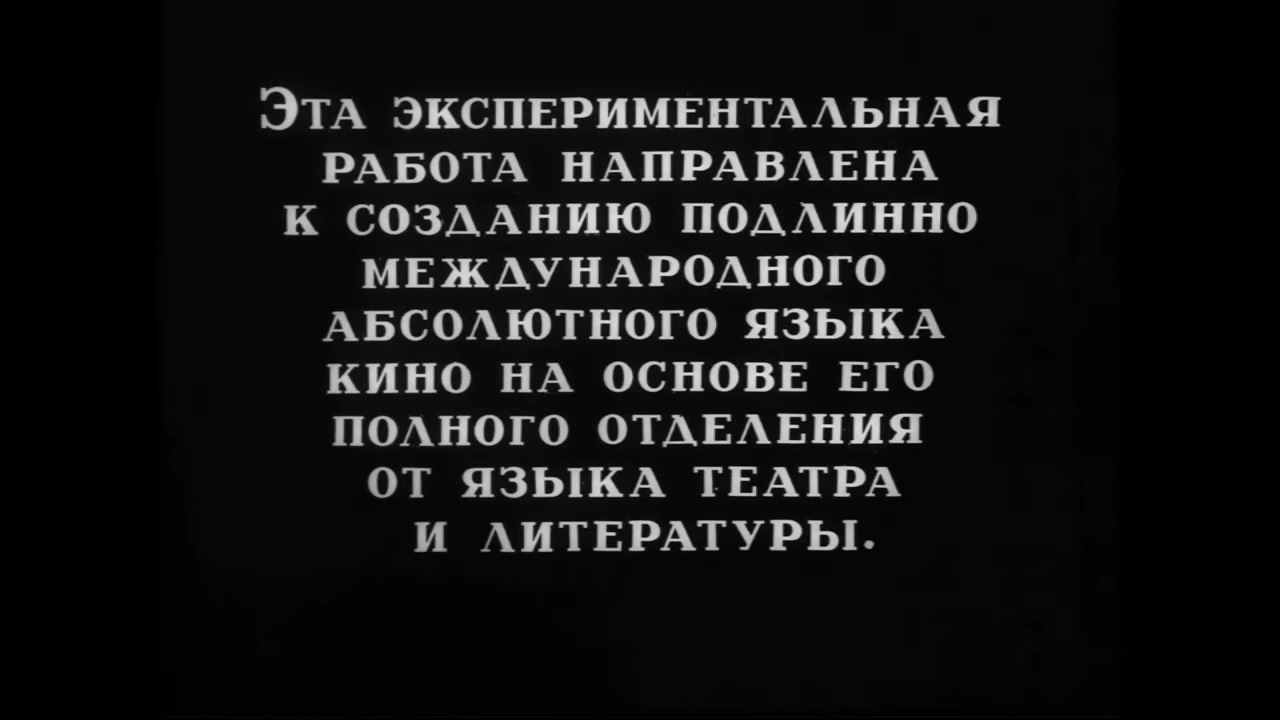 Эта экспериментальная
работа направлена
к созданию подлинно
международного
абсолютного языка
кино на основе его
полного отделения
от языка театра
и литературы.